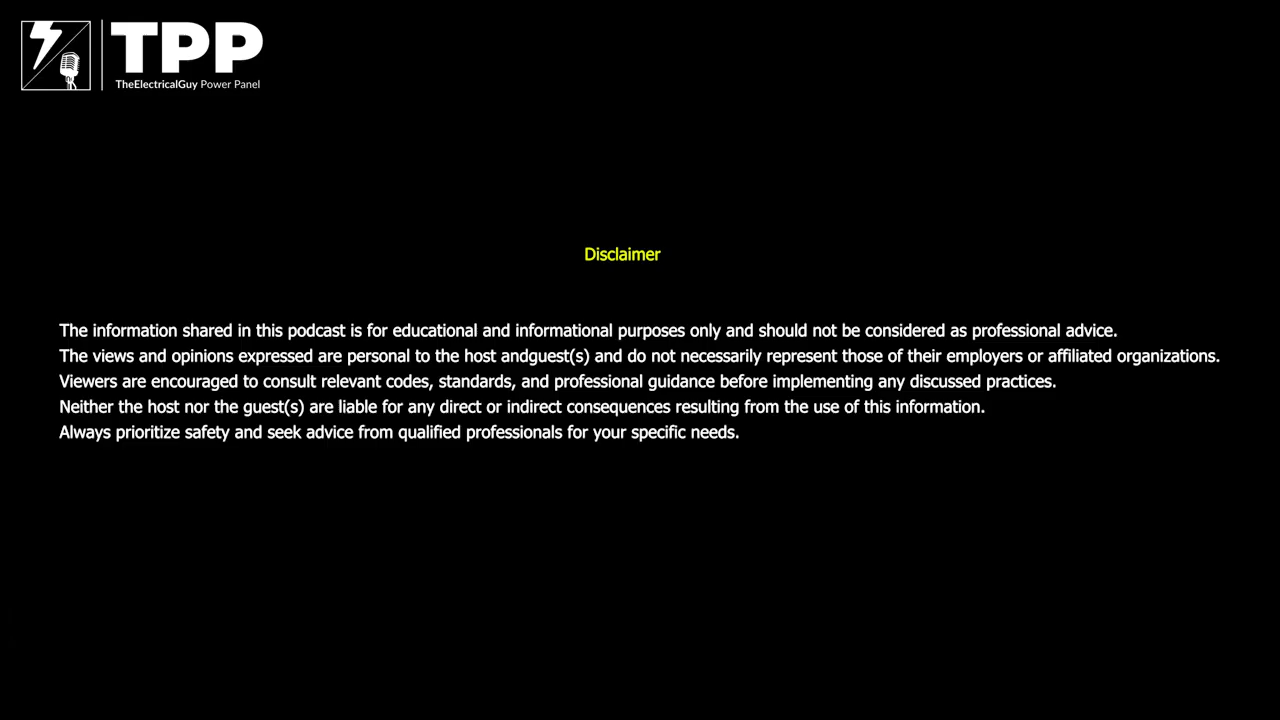 TPP
TheElectricalGuy Power Panel
Disclaimer
The information shared in this podcast is for educational and informational purposes only and should not be considered as professional advice.
The views and opinions expressed are personal to the host andguest(s) and do not necessarily represent those of their employers or affiliated organizations.
Viewers are encouraged to consult relevant codes, standards, and professional guidance before implementing any discussed practices.
Neither the host nor the guest(s) are liable for any direct or indirect consequences resulting from the use of this information.
Always prioritize safety and seek advice from qualified professionals for your specific needs.